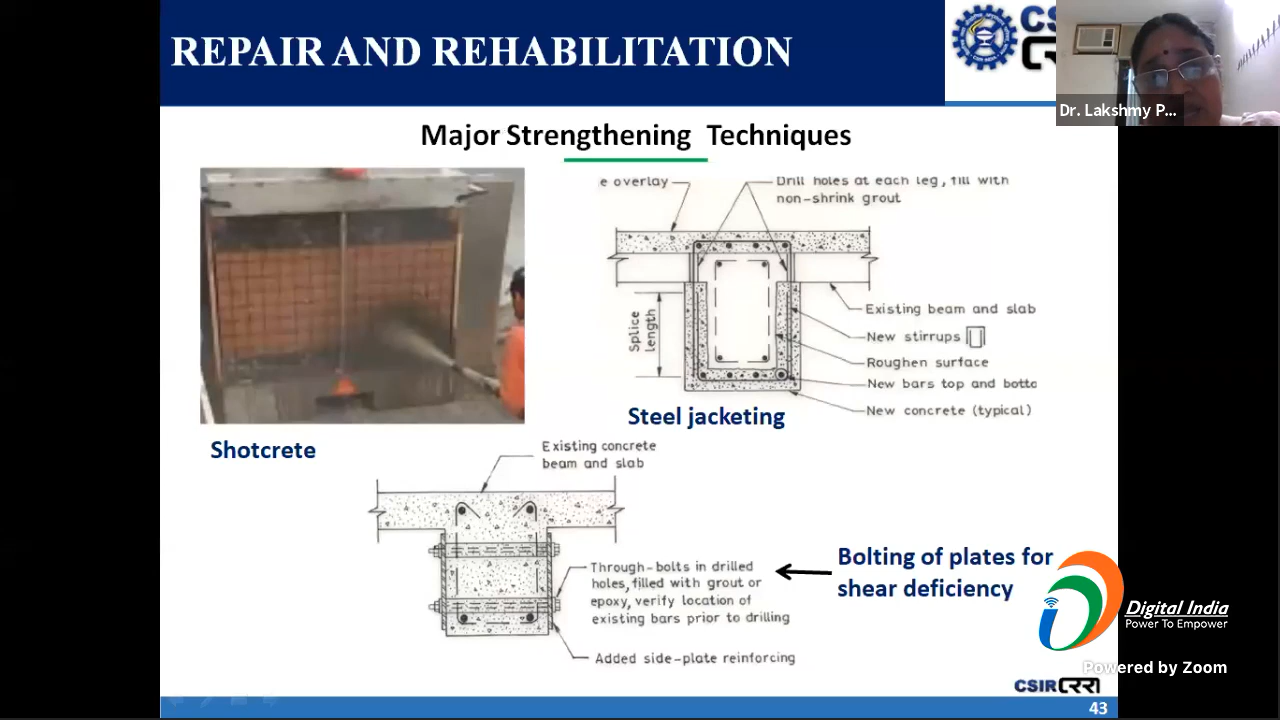 REPAIR AND REHABILITATION
CS
Dr. Lakshmy P...
Major Strengthening Techniques
e overlay
Drill holes at each leg, fill with
non-shrink grout
Splice
length
Existing beam and slab
New stirrups
Roughen surface
New bars top and botto
New concrete (typical)
Steel jacketing
Shotcrete
Existing concrete
beam and slab
Through-bolts in drilled
holes, filled with grout or
epoxy, verify location of
existing bars prior to drilling
Added side-plate reinforcing
Bolting of plates for
shear deficiency
Digital India
Power To Empower
Powered by Zoom
CSIR
43